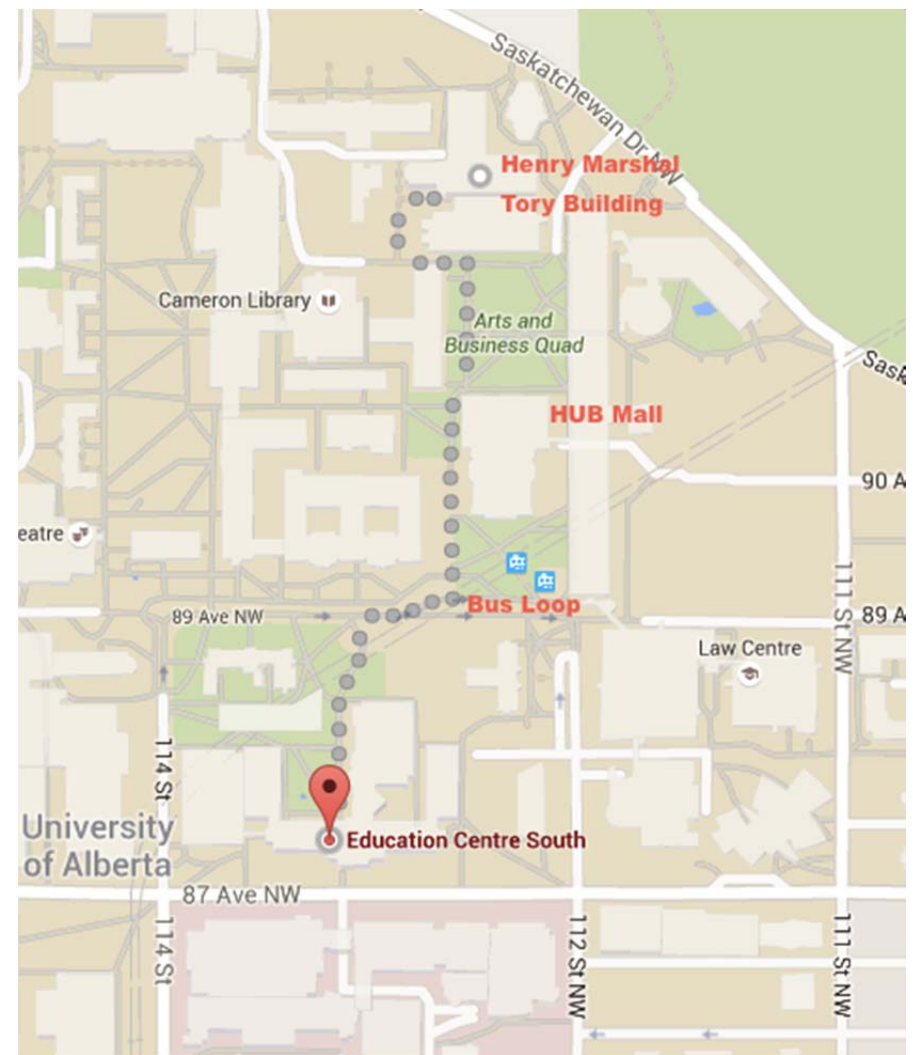 Saskatchewan Dr NW
Henry Marshal
Tory Building
Cameron Library
Arts and
Business Quad
Sask
HUB Mall
90 A
eatre
111 St NW
Bus Loop
89 Ave NW
89 A
Law Centre
114 St
University
of Alberta
Education Centre South
87 Ave NW
114 St
112 St NW
111 St NW